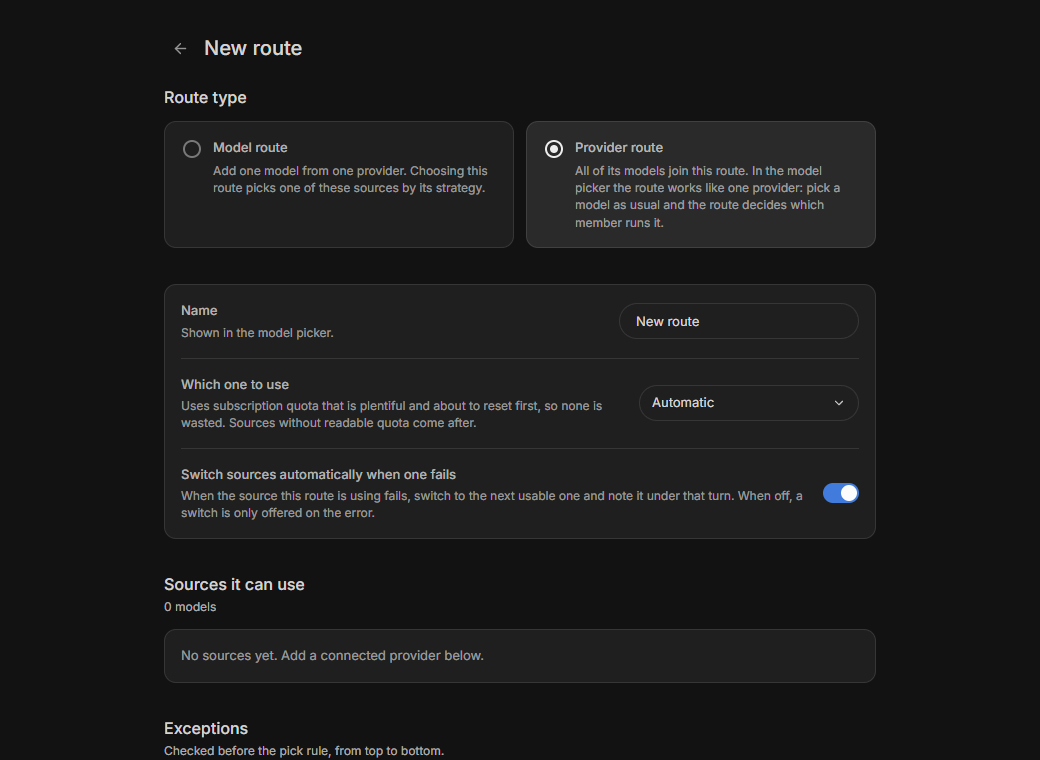 New route
Route type
Model route
Add one model from one provider. Choosing this
route picks one of these sources by its strategy.
Provider route
All of its models join this route. In the model
picker the route works like one provider: pick a
model as usual and the route decides which
member runs it.
Name
Shown in the model picker.
New route
Which one to use
Uses subscription quota that is plentiful and about to reset first, so none is
wasted. Sources without readable quota come after.
Automatic
Switch sources automatically when one fails
When the source this route is using fails, switch to the next usable one and note it under that turn. When off, a
switch is only offered on the error.
Sources it can use
0 models
No sources yet. Add a connected provider below.
Exceptions
Checked before the pick rule, from top to bottom.